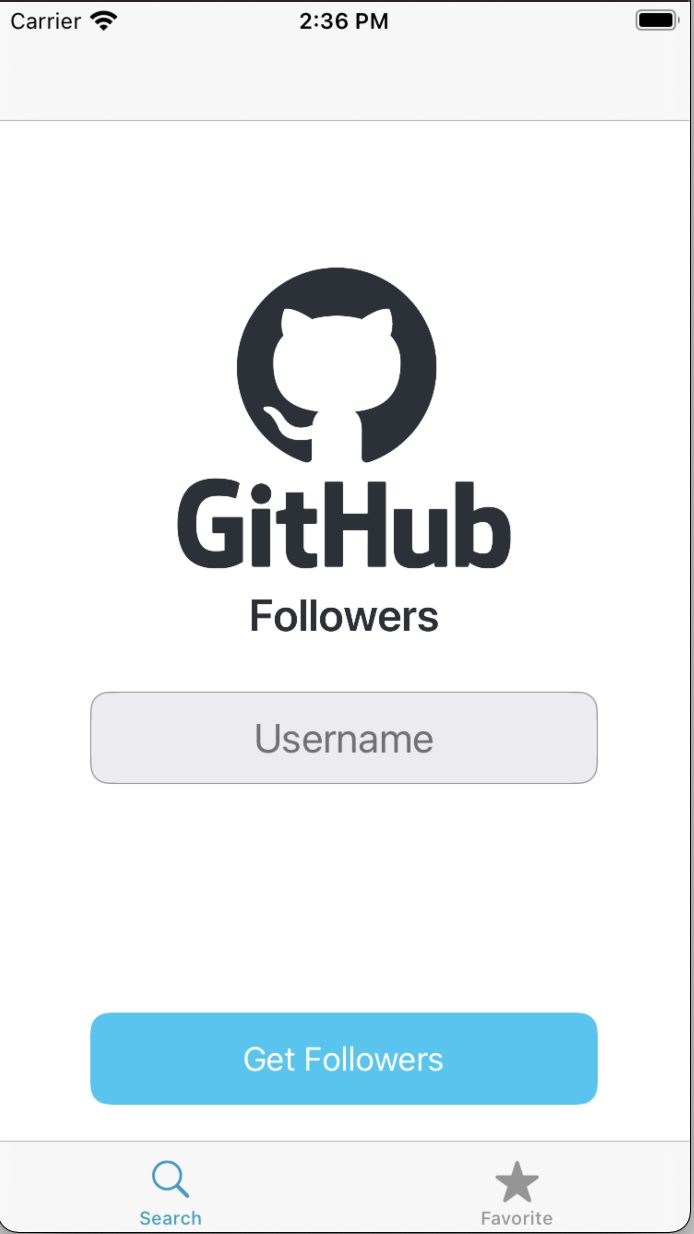 Carrier 2:36 PM
GitHub
Followers
Username
Get Followers
Search Favorite